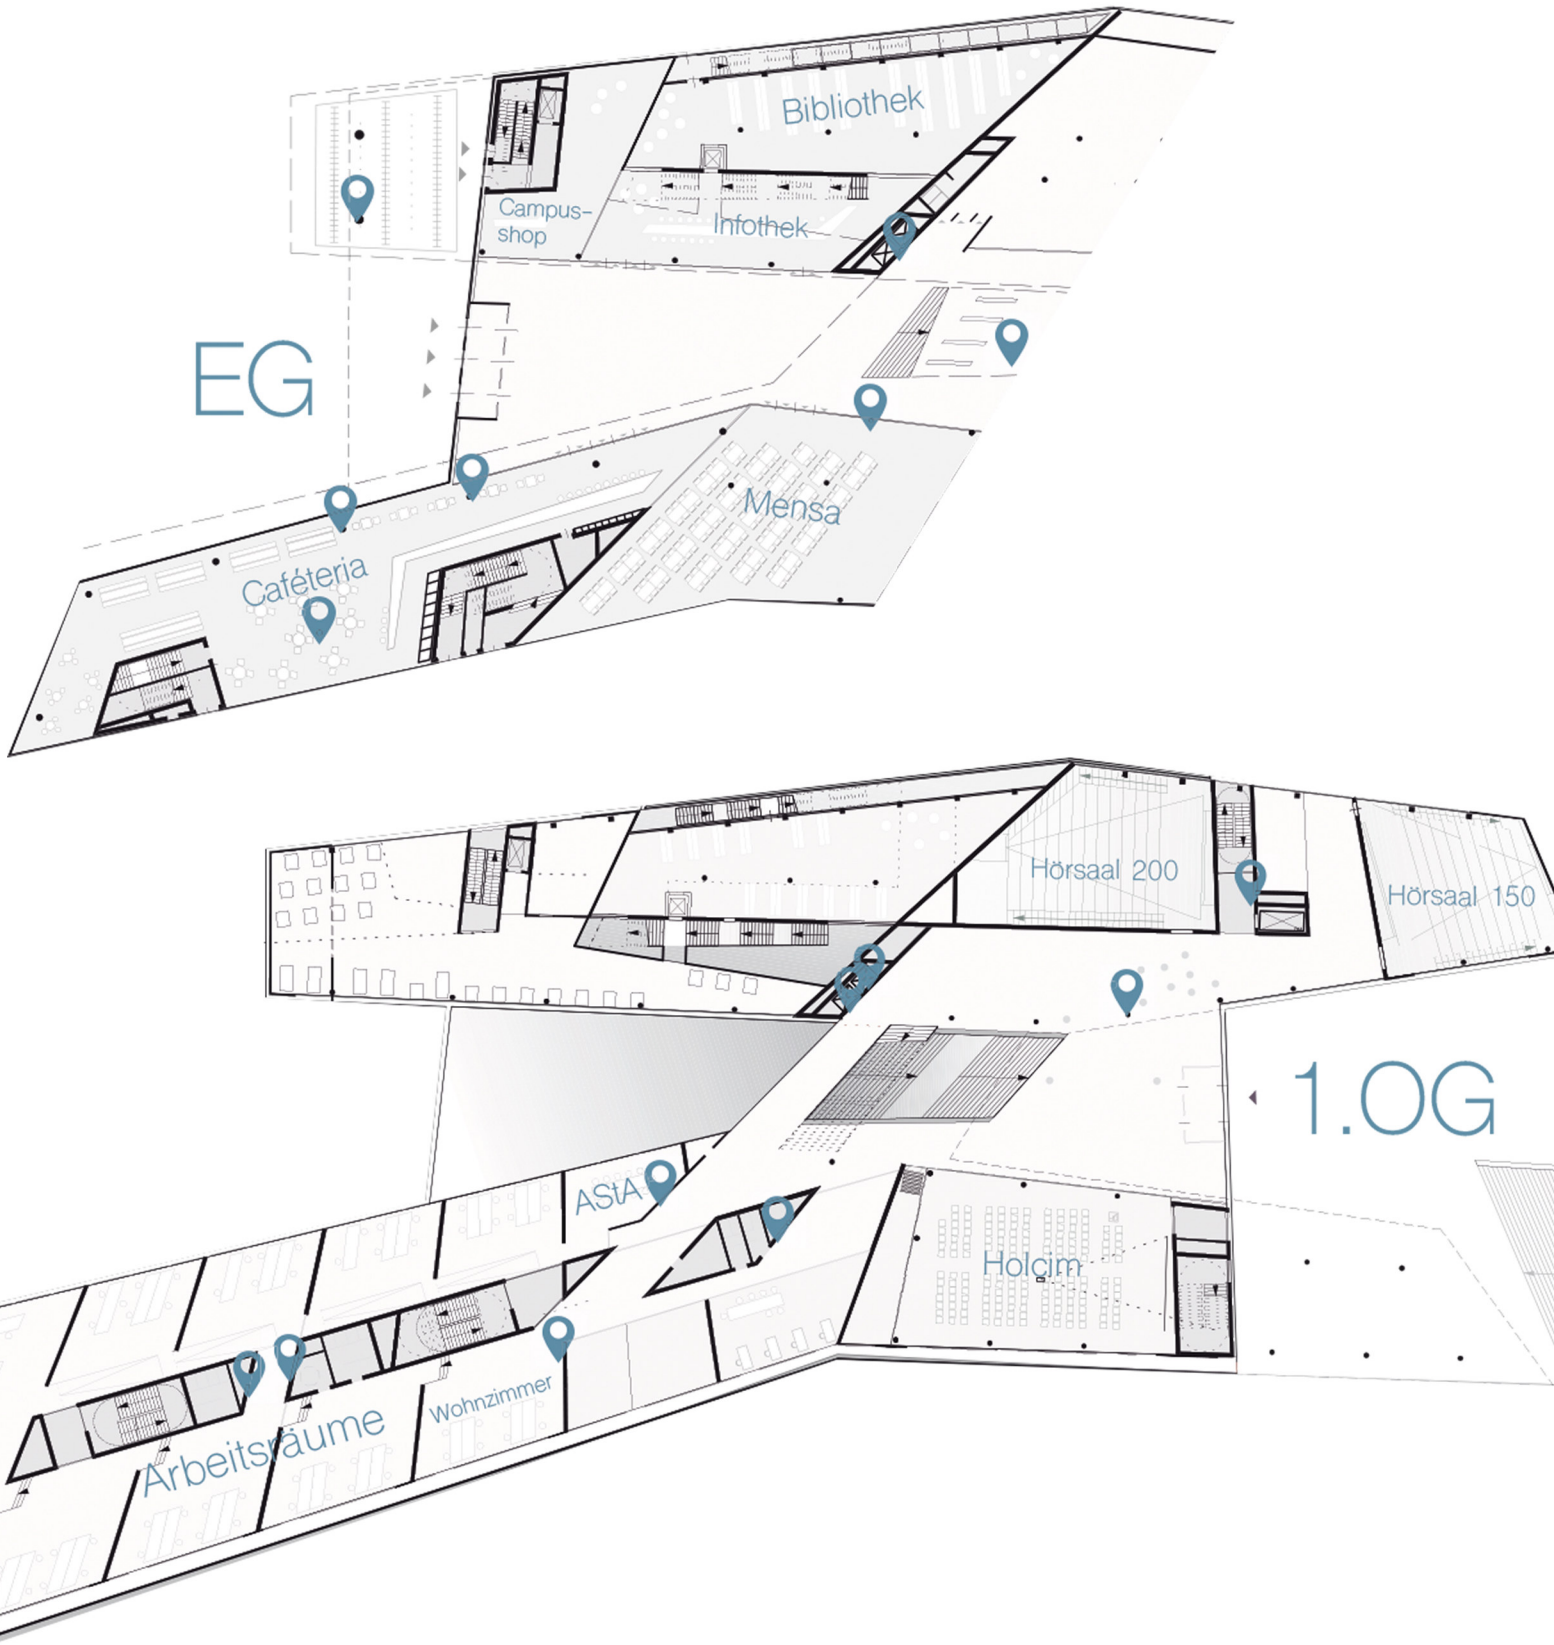 Bibliothek
Campus-
shop
Infothek
EG
Mensa
Caféteria
Hörsaal 200
Hörsaal 150
1.OG
AStA
Holcim
Wohnzimmer
Arbeitsräume